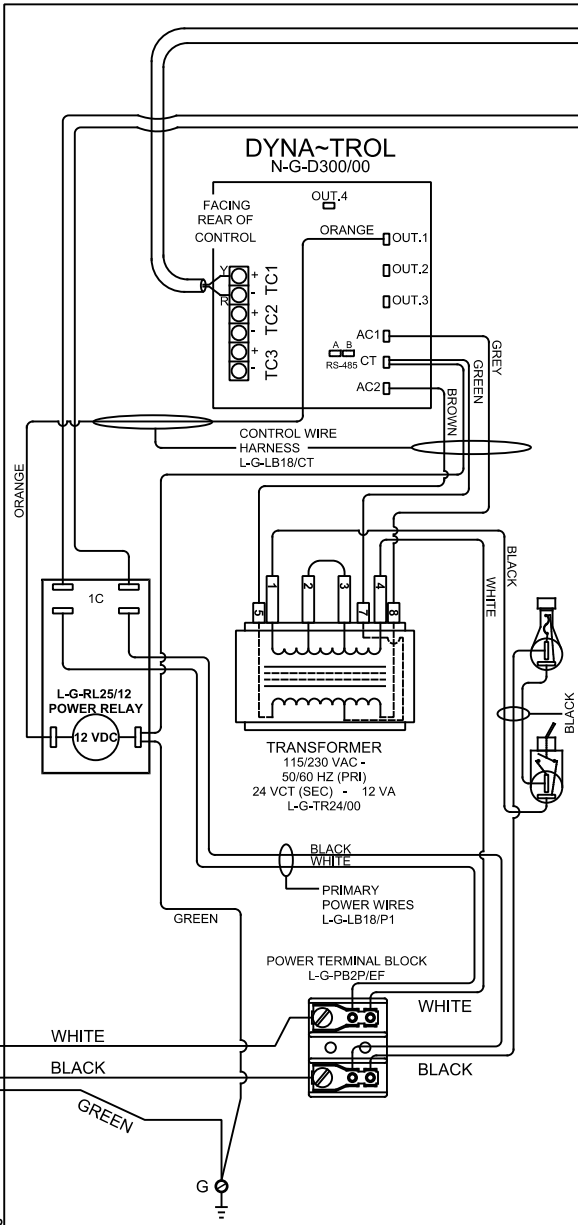 DYNA~TROL
N-G-D300/00
OUT.4
FACING
REAR OF
CONTROL
ORANGE
OUT.1
OUT.2
OUT.3
Y
R
+
-
TC1
+
-
TC2
+
-
TC3
AC1
A B
RS-485
CT
AC2
GREY
GREEN
BROWN
CONTROL WIRE
HARNESS
L-G-LB18/CT
ORANGE
BLACK
WHITE
1C
L-G-RL25/12
POWER RELAY
12 VDC
5
1
2
3
7
4
8
BLACK
TRANSFORMER
115/230 VAC -
50/60 HZ (PRI)
24 VCT (SEC) - 12 VA
L-G-TR24/00
BLACK
WHITE
PRIMARY
POWER WIRES
L-G-LB18/P1
GREEN
POWER TERMINAL BLOCK
L-G-PB2P/EF
WHITE
WHITE
BLACK
BLACK
GREEN
G